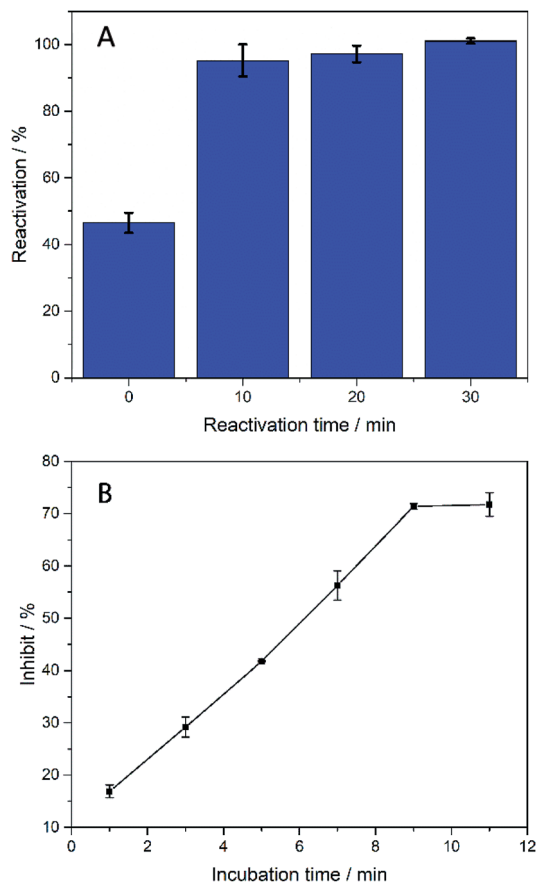 A
100
80
60
40
20
0
Reactivation / %
0 10 20 30
Reactivation time / min
B
80
70
60
50
40
30
20
10
Inhibit / %
0 2 4 6 8 10 12
Incubation time / min